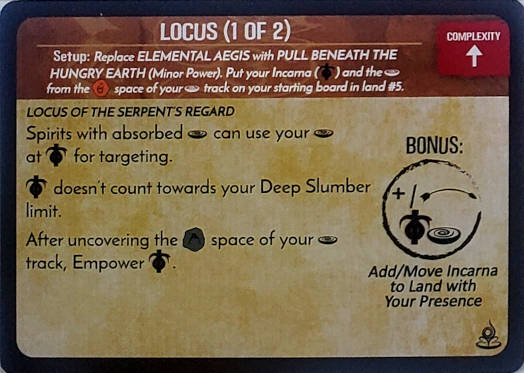 LOCUS (1 OF 2)
COMPLEXITY
Setup: Replace ELEMENTAL AEGIS with PULL BENEATH THE
HUNGRY EARTH (Minor Power). Put your Incarna ( ) and the
from the space of your track on your starting board in land #5.
LOCUS OF THE SERPENT'S REGARD
Spirits with absorbed can use your
at for targeting.
doesn't count towards your Deep Slumber
limit.
After uncovering the space of your
track, Empower .
BONUS:
+/
Add/Move Incarna
to Land with
Your Presence